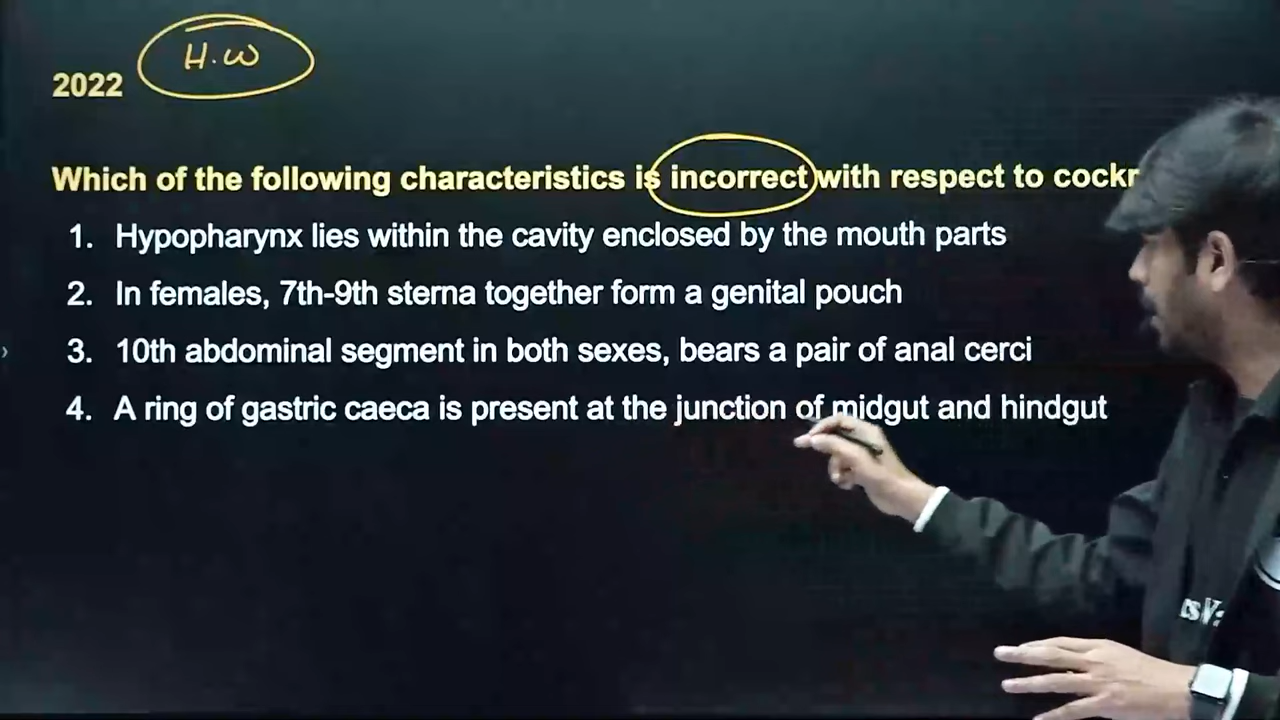 H.W
2022
Which of the following characteristics is incorrect with respect to
1. Hypopharynx lies within the cavity enclosed by the mouth parts
2. In females, 7th-9th sterna together form a genital pouch
3. 10th abdominal segment in both sexes, bears a pair of anal cerci
4. A ring of gastric caeca is present at the junction of midgut and hindgut